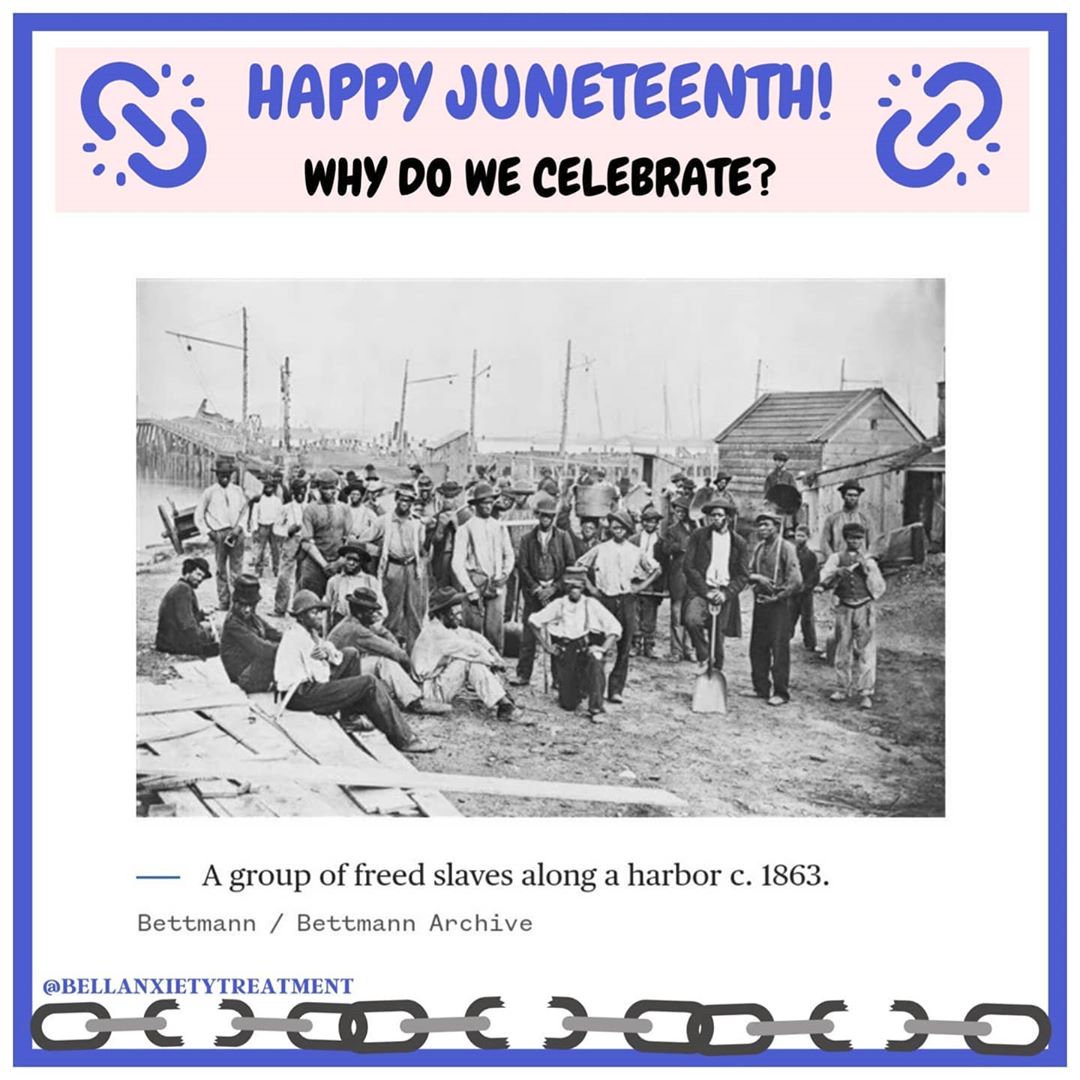 HAPPY JUNETEENTH!
WHY DO WE CELEBRATE?
A group of freed slaves along a harbor c. 1863.
Bettmann / Bettmann Archive
@BELLANXIETYTREATMENT